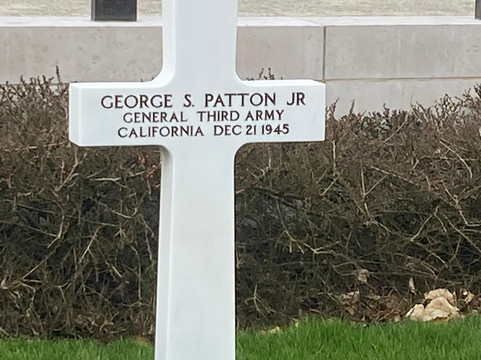 GEORGE S. PATTON JR
GENERAL THIRD ARMY
CALIFORNIA DEC 21 1945